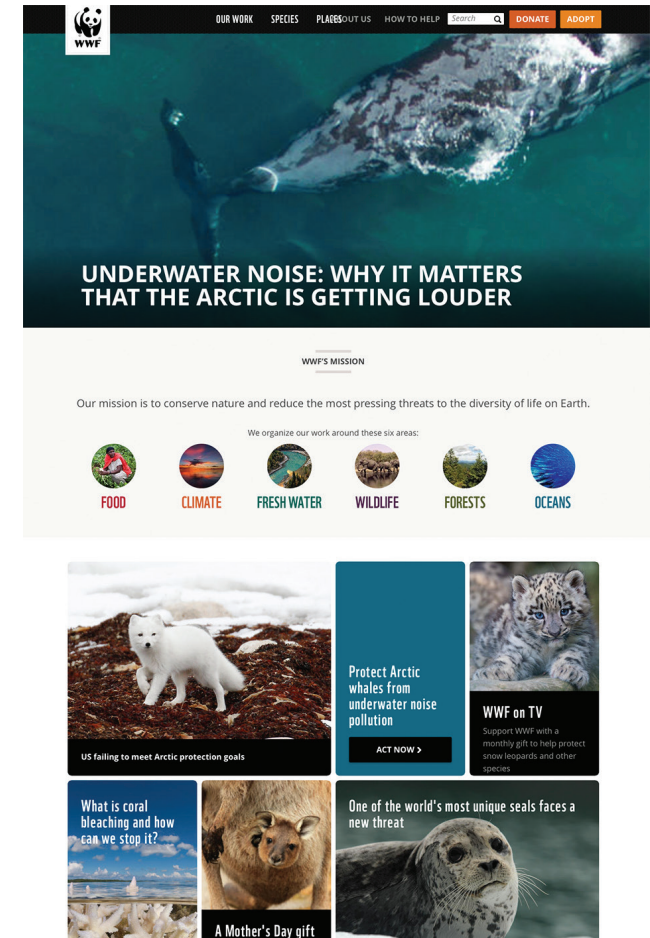 OUR WORK SPECIES PLACES ABOUT US HOW TO HELP Search DONATE ADOPT
WWF
UNDERWATER NOISE: WHY IT MATTERS
THAT THE ARCTIC IS GETTING LOUDER
WWF'S MISSION
Our mission is to conserve nature and reduce the most pressing threats to the diversity of life on Earth.
We organize our work around these six areas:
FOOD CLIMATE FRESH WATER WILDLIFE FORESTS OCEANS
US failing to meet Arctic protection goals
Protect Arctic
whales from
underwater noise
pollution
ACT NOW
WWF on TV
Support WWF with a
monthly gift to help protect
snow leopards and other
species
What is coral
bleaching and how
can we stop it?
A Mother's Day gift
One of the world's most unique seals faces a
new threat